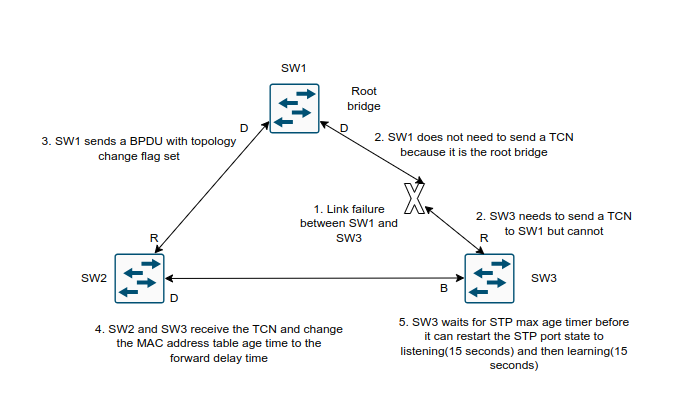 SW1
Root
bridge
D
D
3. SW1 sends a BPDU with topology
change flag set
2. SW1 does not need to send a TCN
because it is the root bridge
1. Link failure
between SW1 and
SW3
2. SW3 needs to send a TCN
to SW1 but cannot
R
R
SW2
SW3
D
B
4. SW2 and SW3 receive the TCN and change
the MAC address table age time to the
forward delay time
5. SW3 waits for STP max age timer before
it can restart the STP port state to
listening(15 seconds) and then learning(15
seconds)